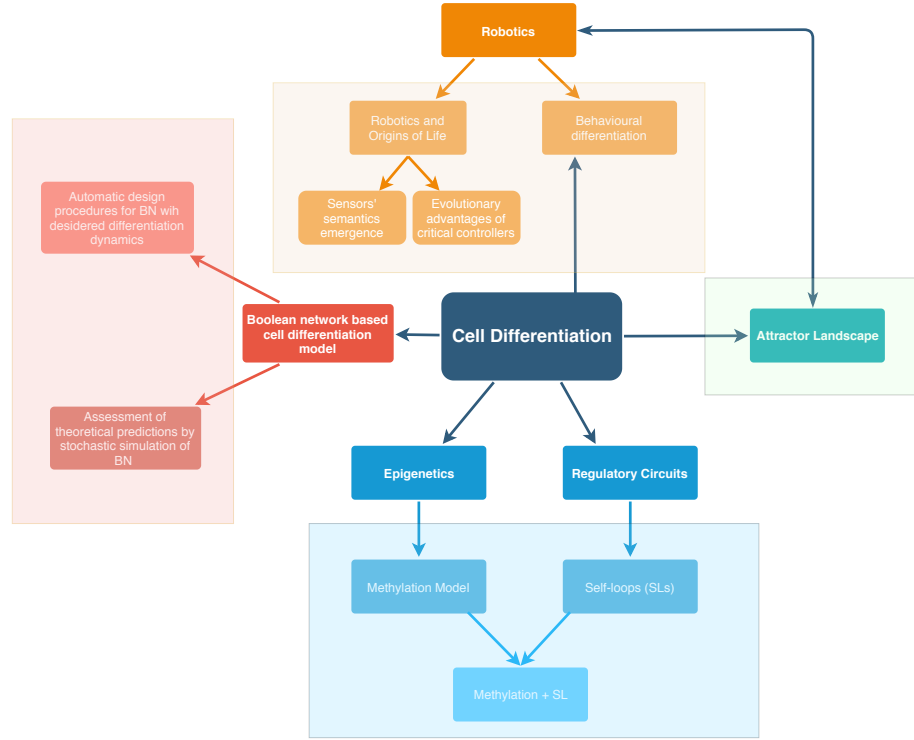 Robotics
Robotics and
Origins of Life
Behavioural
differentiation
Sensors'
semantics
emergence
Evolutionary
advantages of
critical controllers
Automatic design
procedures for BN wih
desidered differentiation
dynamics
Boolean network based
cell differentiation
model
Cell Differentiation
Attractor Landscape
Assessment of
theoretical predictions by
stochastic simulation of
BN
Epigenetics
Regulatory Circuits
Methylation Model
Self-loops (SLs)
Methylation + SL